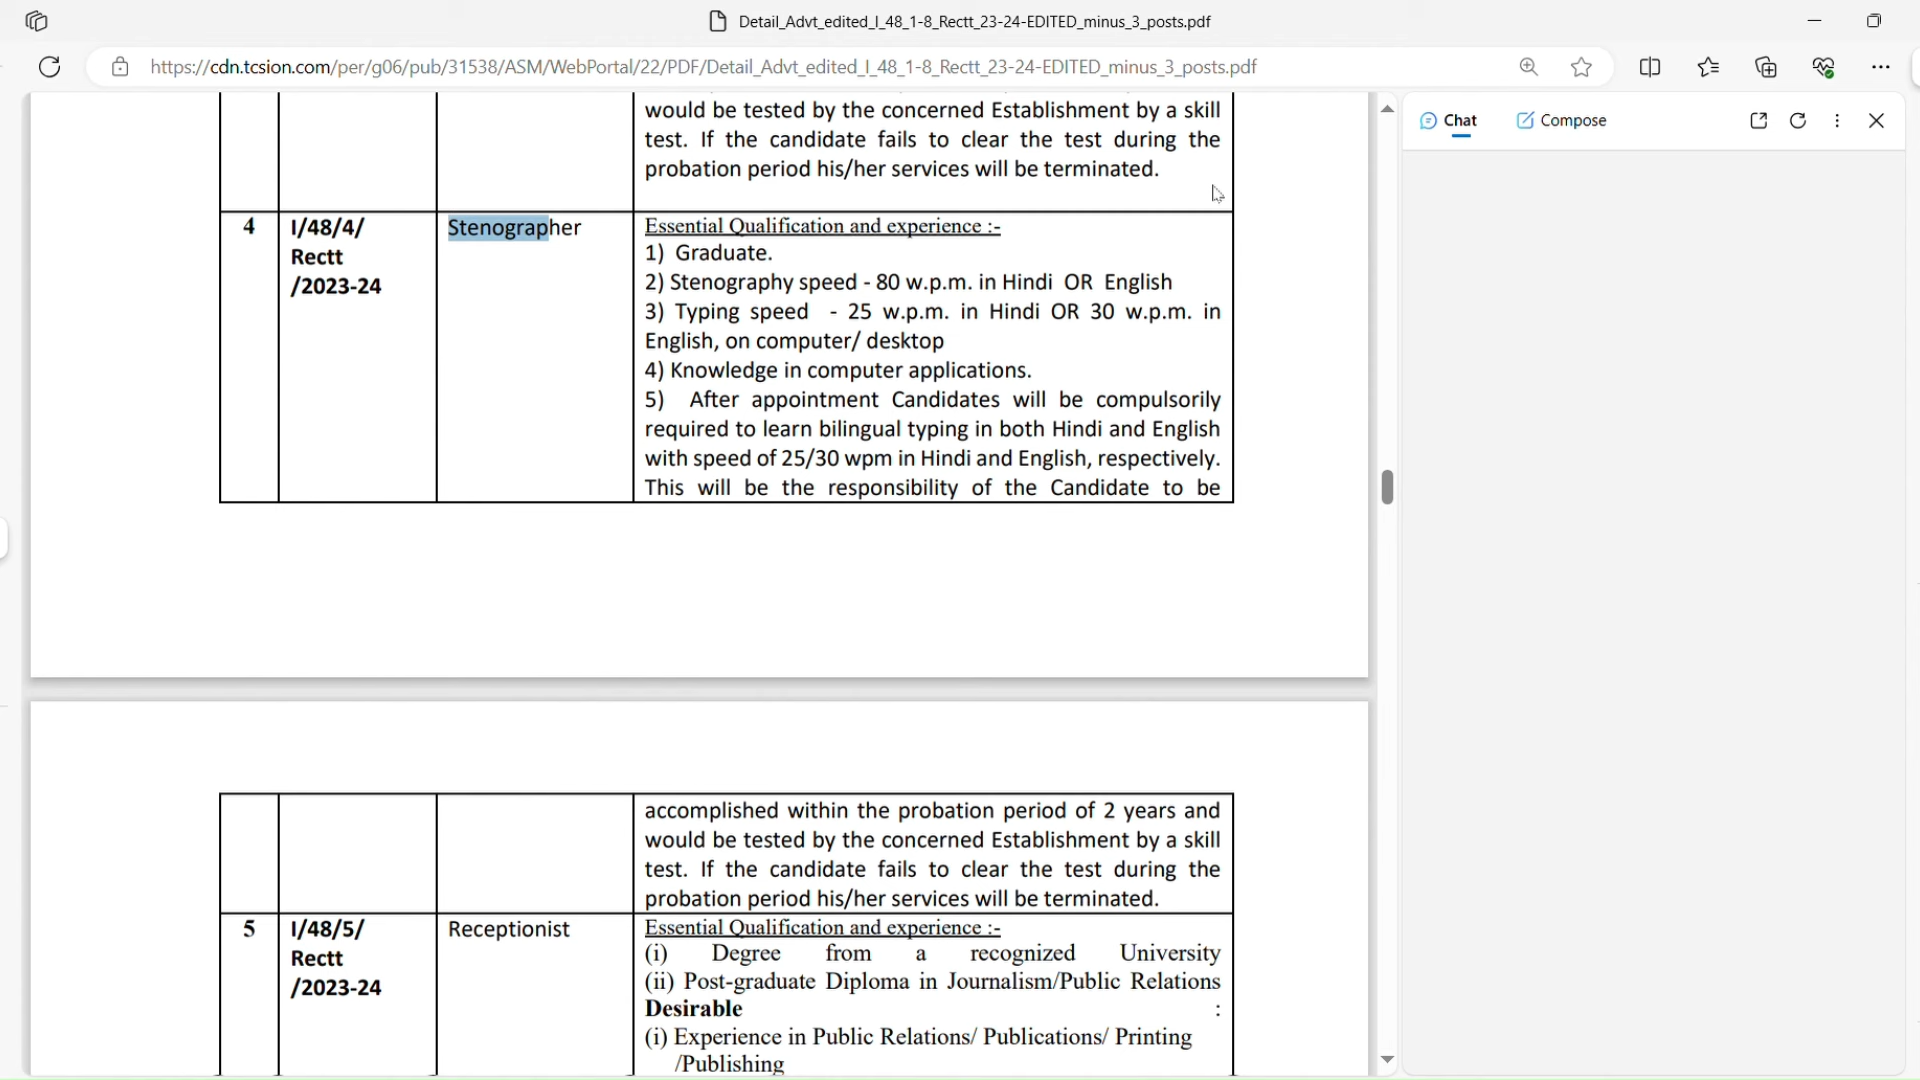 Detail_Advt_edited_I_48_1-8_Rectt_23-24-EDITED_minus_3_posts.pdf
https://cdn.tcsion.com/per/g06/pub/31538/ASM/WebPortal/22/PDF/Detail_Advt_edited_I_48_1-8_Rectt_23-24-EDITED_minus_3_posts.pdf
Chat
Compose
would be tested by the concerned Establishment by a skill
test. If the candidate fails to clear the test during the
probation period his/her services will be terminated.
4
I/48/4/
Rectt
/2023-24
Stenographer
Essential Qualification and experience :-
1) Graduate.
2) Stenography speed - 80 w.p.m. in Hindi OR English
3) Typing speed - 25 w.p.m. in Hindi OR 30 w.p.m. in
English, on computer/ desktop
4) Knowledge in computer applications.
5) After appointment Candidates will be compulsorily
required to learn bilingual typing in both Hindi and English
with speed of 25/30 wpm in Hindi and English, respectively.
This will be the responsibility of the Candidate to be
accomplished within the probation period of 2 years and
would be tested by the concerned Establishment by a skill
test. If the candidate fails to clear the test during the
probation period his/her services will be terminated.
5
I/48/5/
Rectt
/2023-24
Receptionist
Essential Qualification and experience :-
(i) Degree from a recognized University
(ii) Post-graduate Diploma in Journalism/Public Relations
Desirable :
(i) Experience in Public Relations/ Publications/ Printing
/Publishing